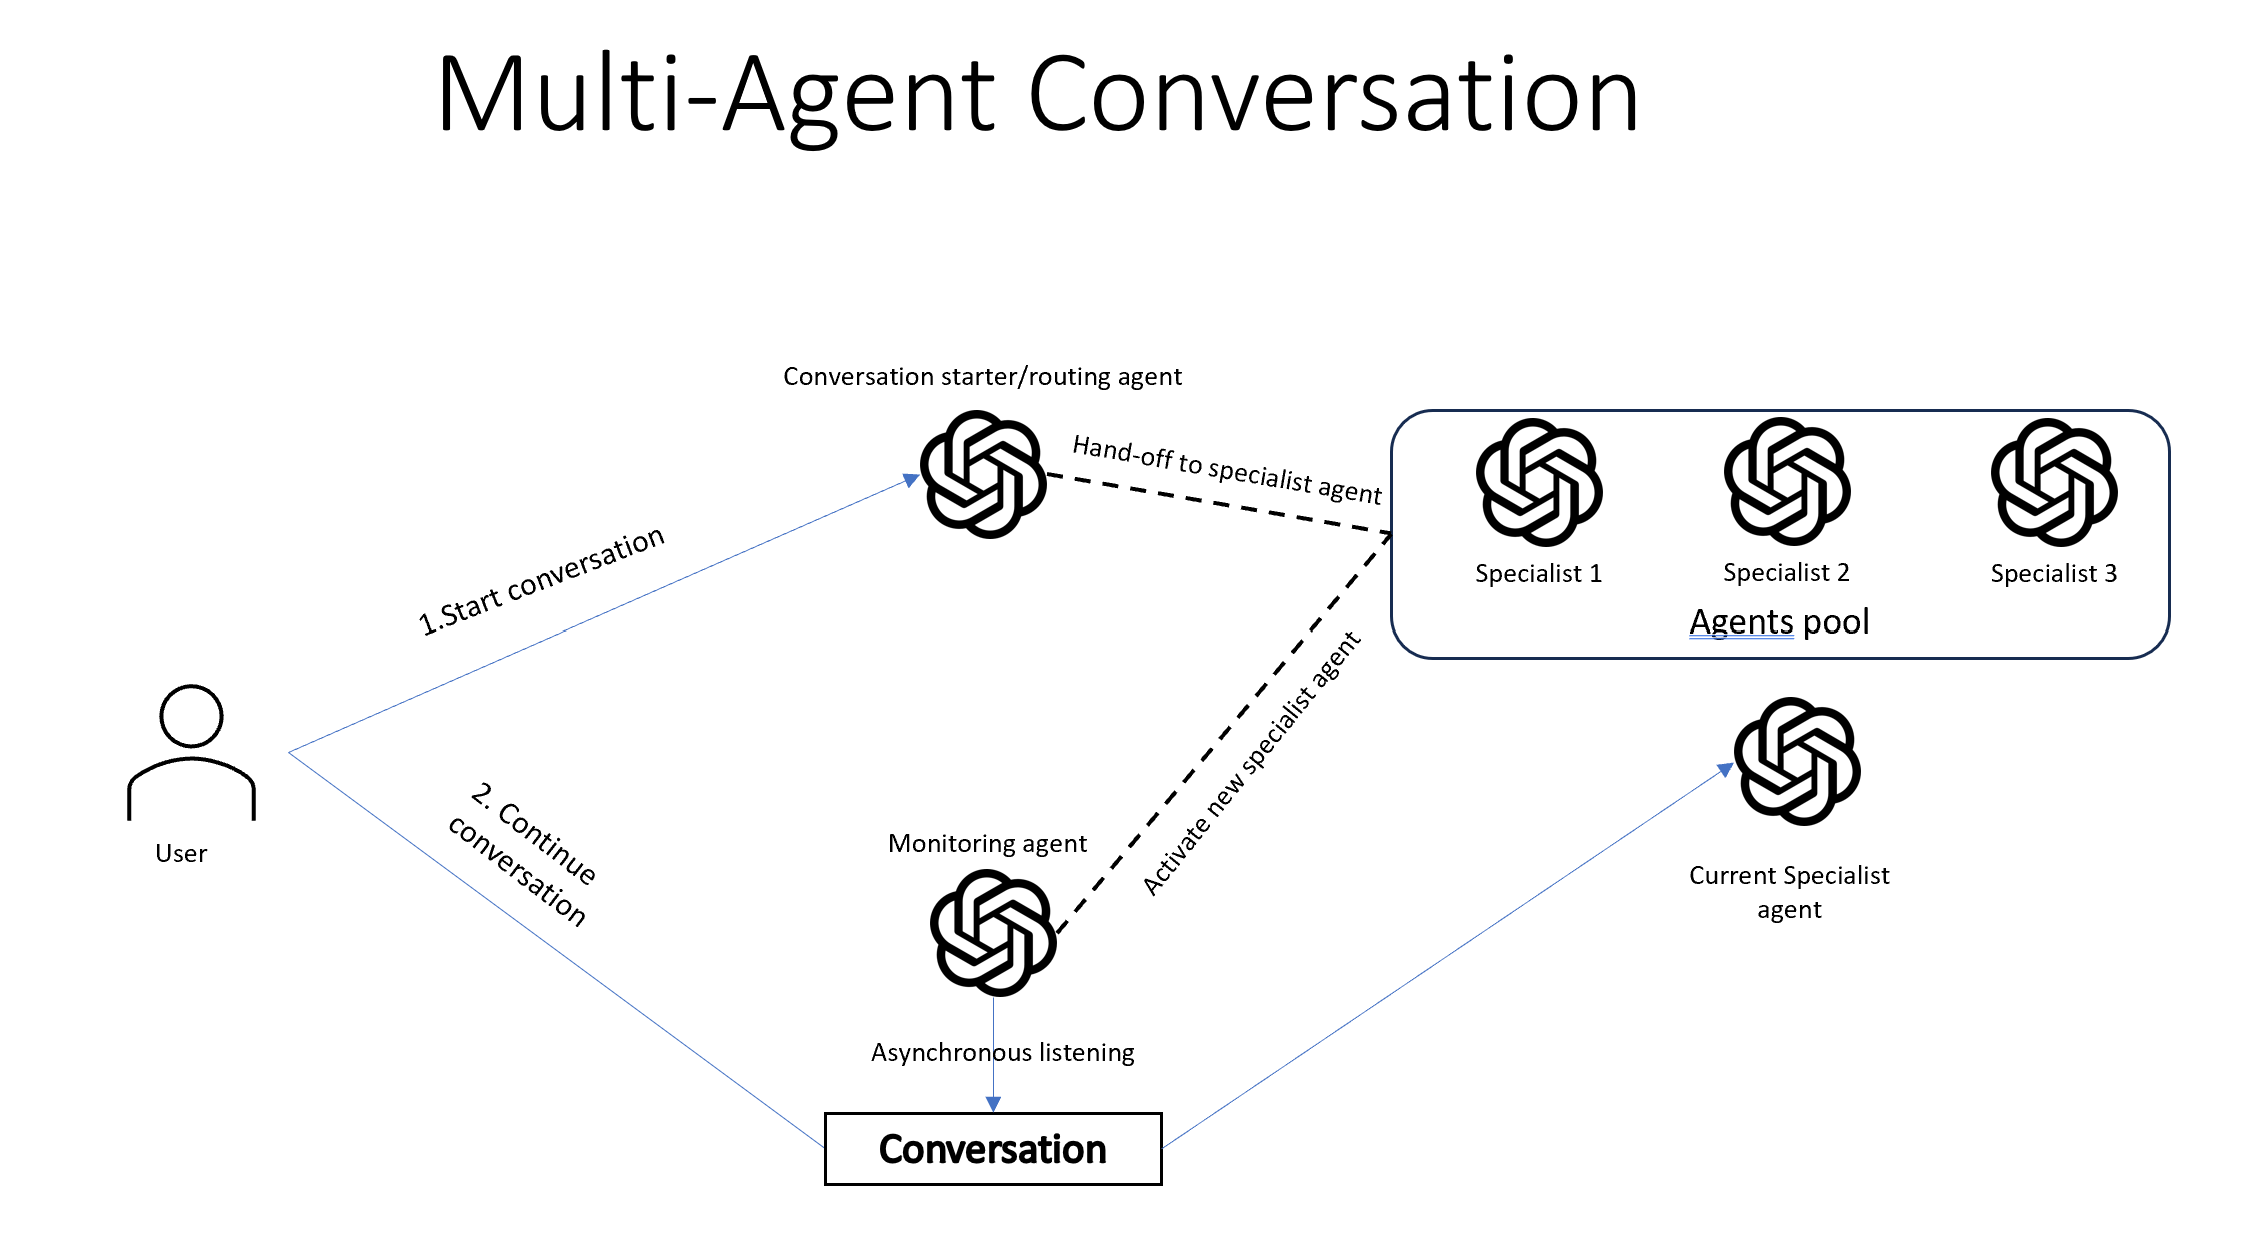 Multi-Agent Conversation
Conversation starter/routing agent
Hand-off to specialist agent
1.Start conversation
Specialist 1
Specialist 2
Specialist 3
Agents pool
Activate new specialist agent
User
2. Continue
conversation
Monitoring agent
Current Specialist
agent
Asynchronous listening
Conversation